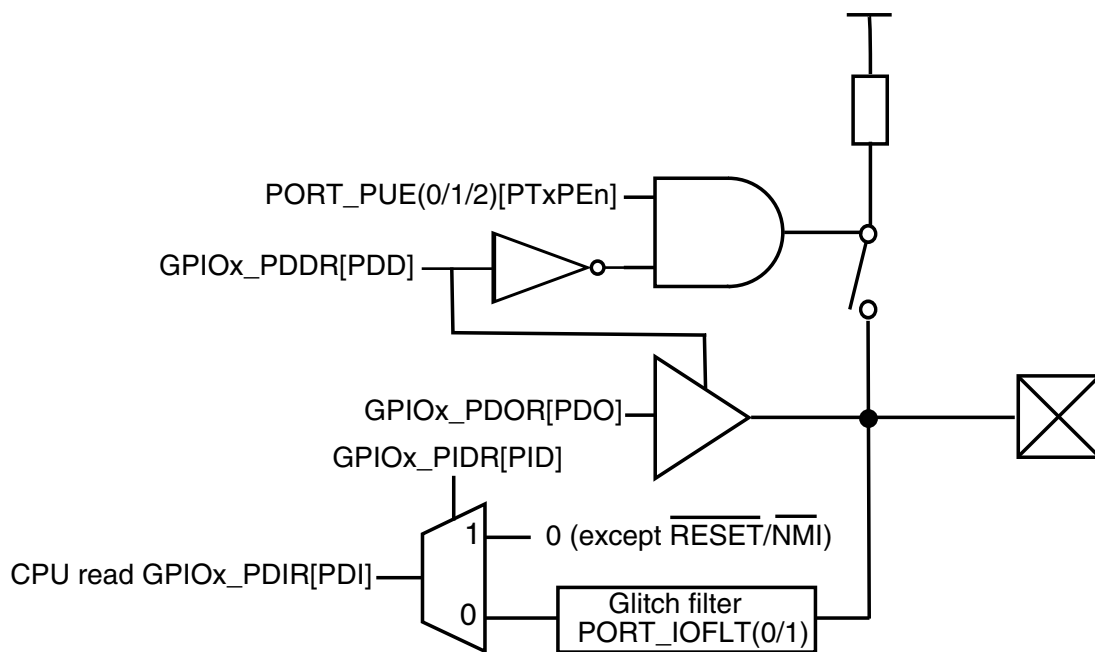 PORT_PUE(0/1/2)[PTxPEn]
GPIOx_PDDR[PDD]
GPIOx_PDOR[PDO]
GPIOx_PIDR[PID]
1
0 (except RESET/NMI)
CPU read GPIOx_PDIR[PDI]
0
Glitch filter
PORT_IOFLT(0/1)